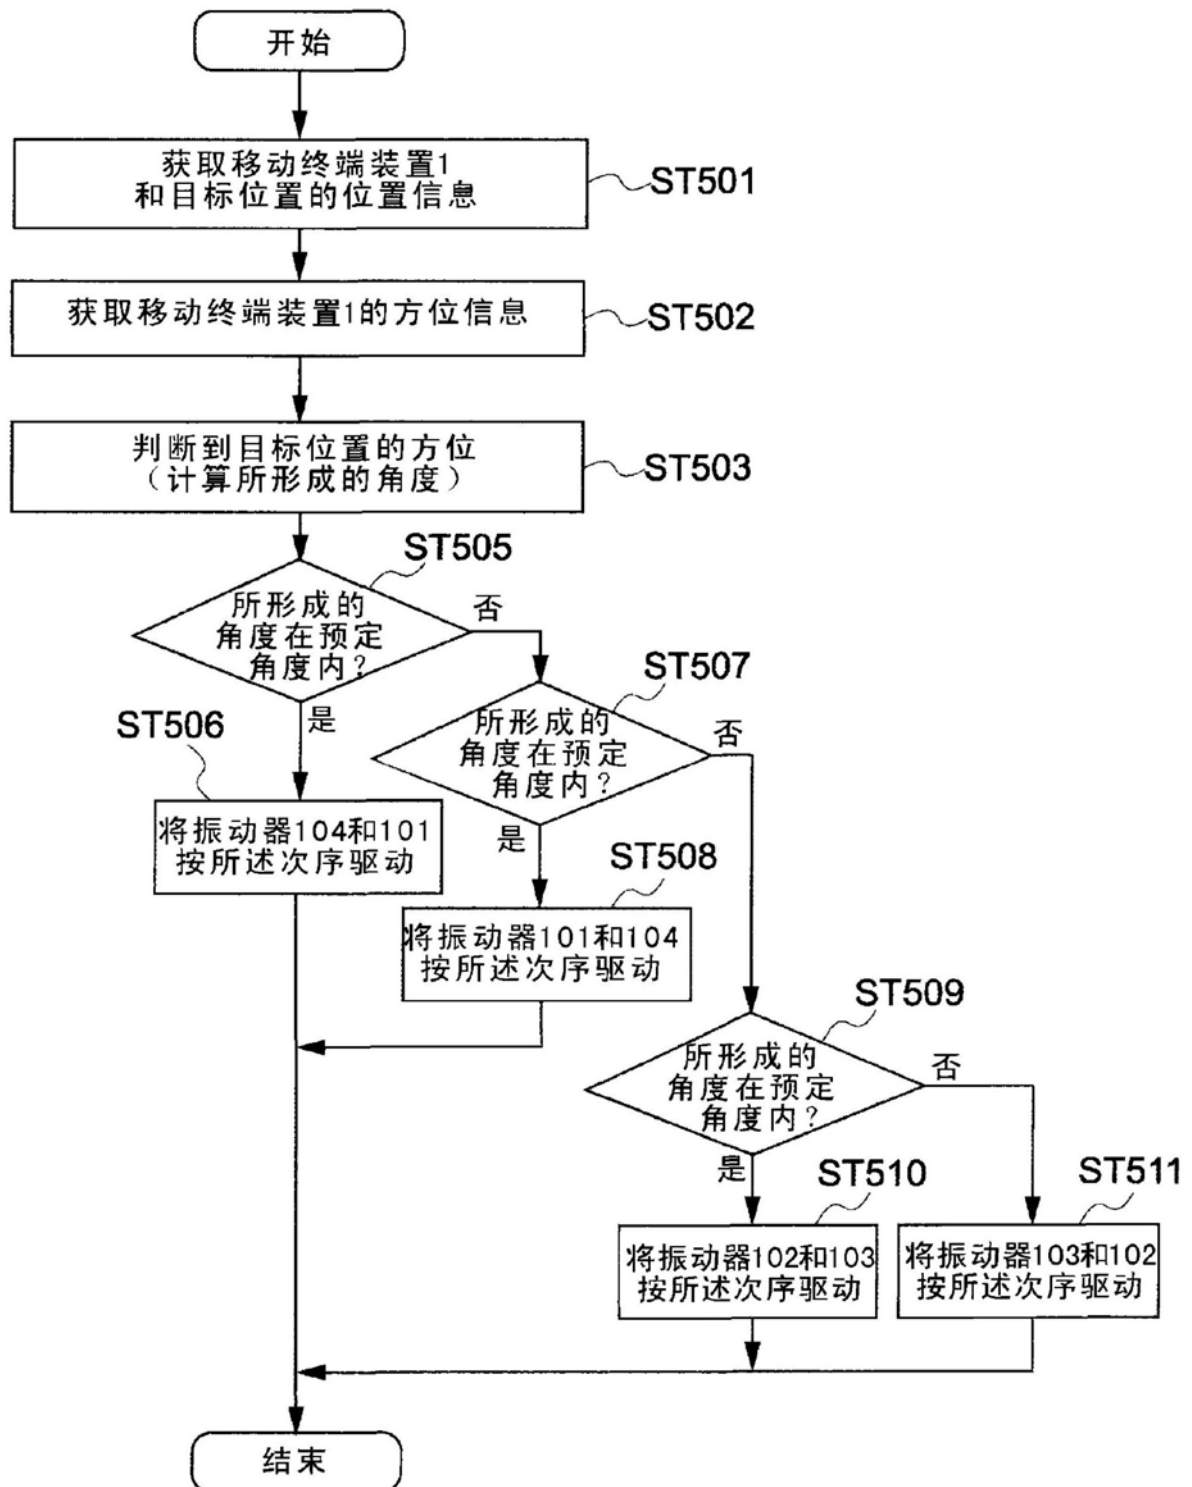 开始
获取移动终端装置1
和目标位置的位置信息
ST501
获取移动终端装置1的方位信息
ST502
判断到目标位置的方位
（计算所形成的角度）
ST503
ST505
所形成的
角度在预定
角度内？
否
是
ST507
所形成的
角度在预定
角度内？
否
是
ST506
将振动器104和101
按所述次序驱动
ST508
将振动器101和104
按所述次序驱动
ST509
所形成的
角度在预定
角度内？
否
是
ST510
将振动器102和103
按所述次序驱动
ST511
将振动器103和102
按所述次序驱动
结束